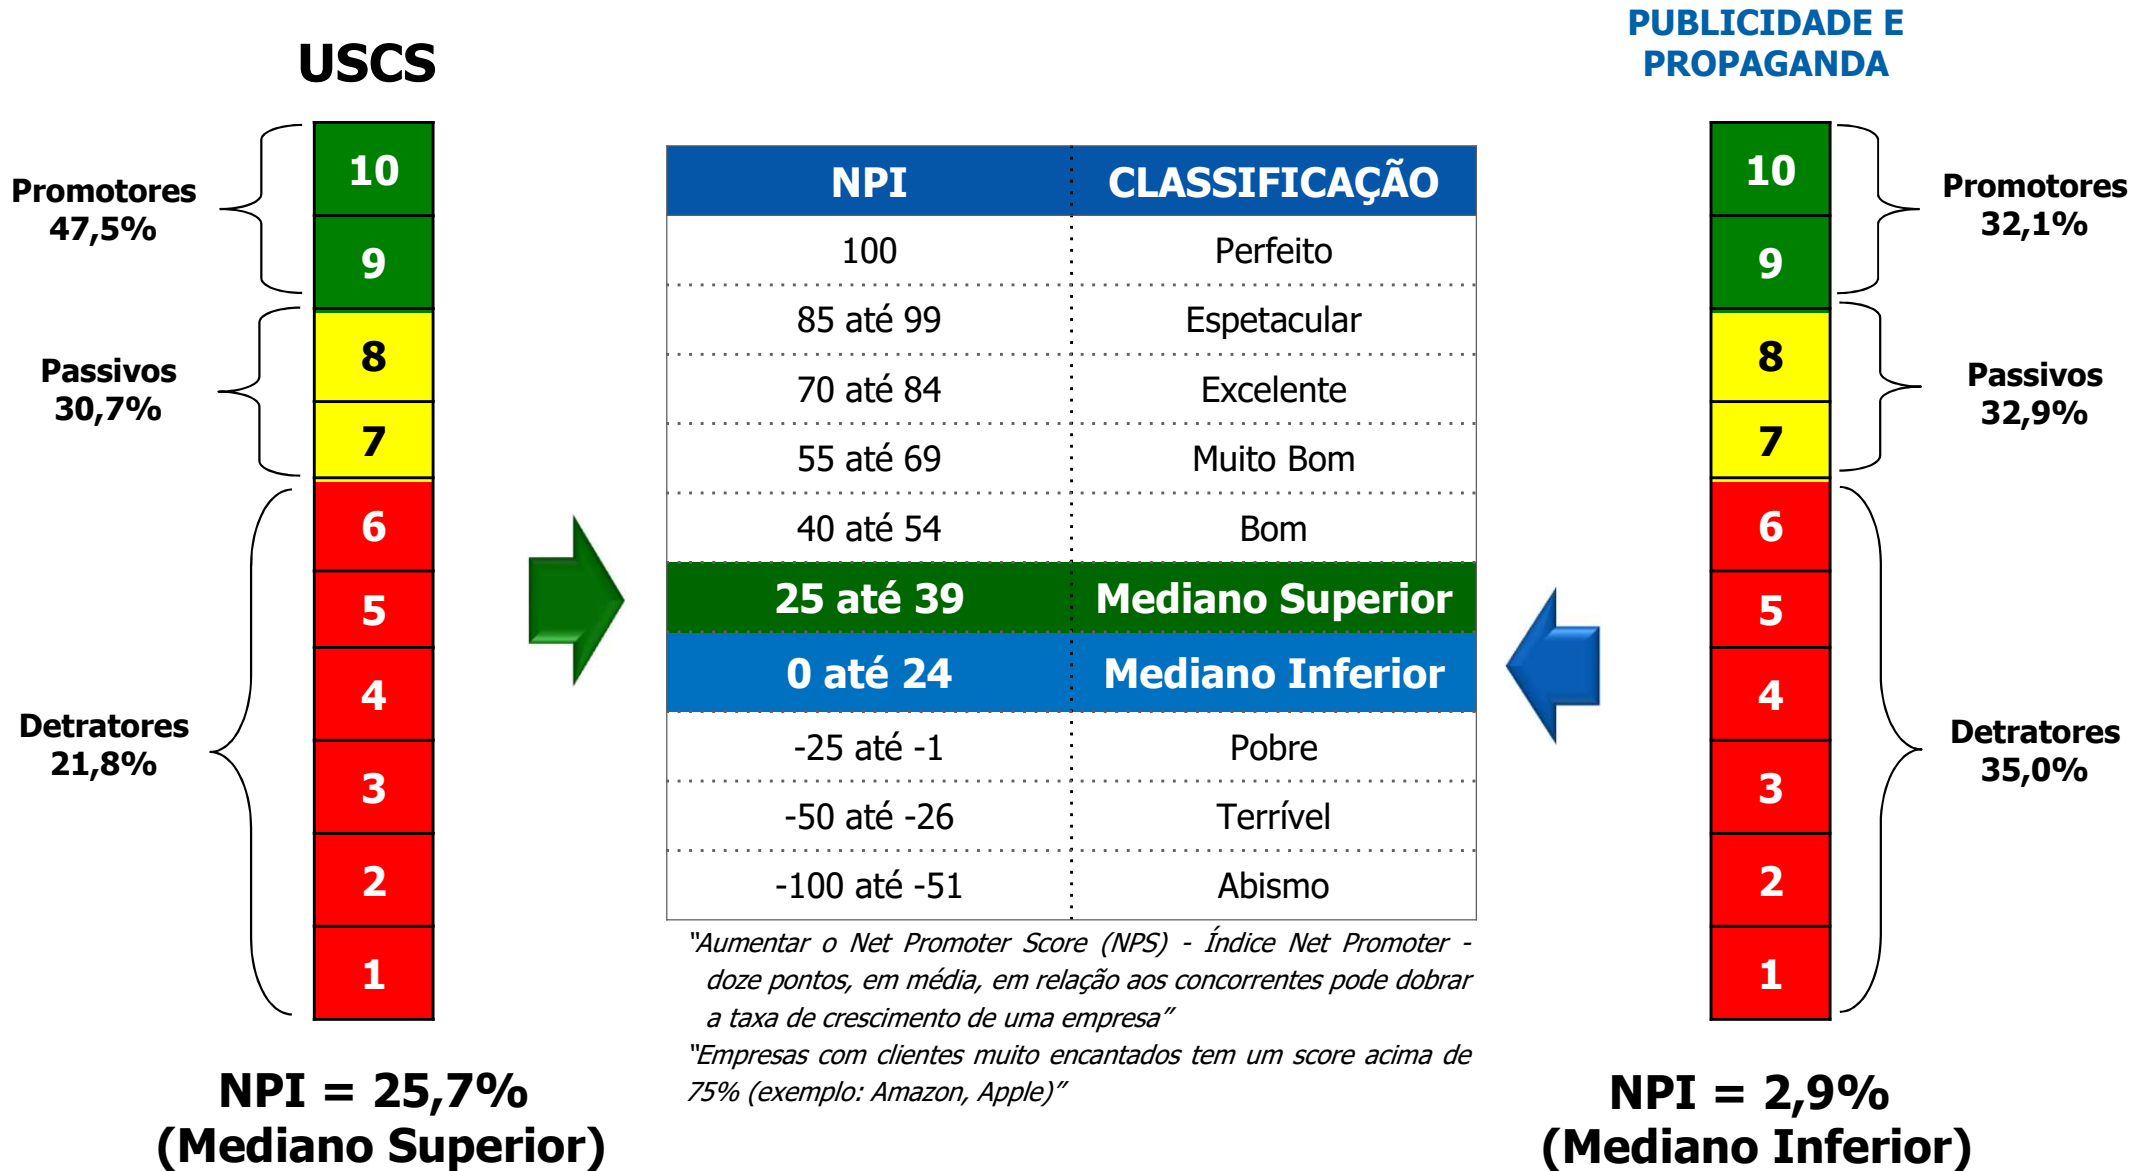 USCS
Promotores
47,5%
Passivos
30,7%
Detratores
21,8%
10
9
8
7
6
5
4
3
2
1
NPI = 25,7%
(Mediano Superior)
NPI CLASSIFICAÇÃO
100 Perfeito
85 até 99 Espetacular
70 até 84 Excelente
55 até 69 Muito Bom
40 até 54 Bom
25 até 39 Mediano Superior
0 até 24 Mediano Inferior
-25 até -1 Pobre
-50 até -26 Terrível
-100 até -51 Abismo
"Aumentar o Net Promoter Score (NPS) - Índice Net Promoter -
doze pontos, em média, em relação aos concorrentes pode dobrar
a taxa de crescimento de uma empresa"
"Empresas com clientes muito encantados tem um score acima de
75% (exemplo: Amazon, Apple)"
PUBLICIDADE E
PROPAGANDA
10
9
8
7
6
5
4
3
2
1
Promotores
32,1%
Passivos
32,9%
Detratores
35,0%
NPI = 2,9%
(Mediano Inferior)